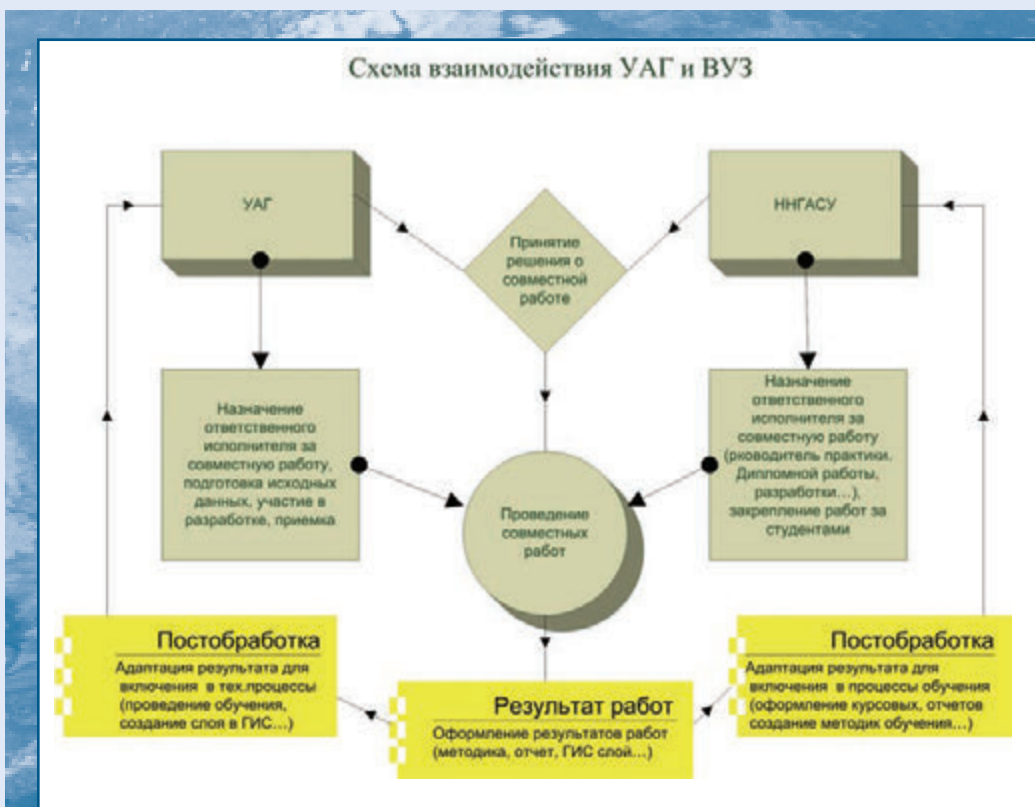 Схема взаимодействия УАГ и ВУЗ
УАГ
ННГАСУ
Принятие
решения о
совместной
работе
Назначение
ответственного
исполнителя за
совместную работу,
подготовка исходных
данных, участие в
разработке, приемка
Назначение
ответственного
исполнителя за
совместную работу
(рководитель практики.
Дипломной работы,
разработки...),
закрепление работ за
студентами
Проведение
совместных
работ
Постобработка
Адаптация результата для
включения в тех.процессы
(проведение обучения,
создание слоя в ГИС...)
Результат работ
Оформление результатов работ
(методика, отчет, ГИС слой...)
Постобработка
Адаптация результата для
включения в процессы обучения
(оформление курсовых, отчетов
создание методик обучения...)